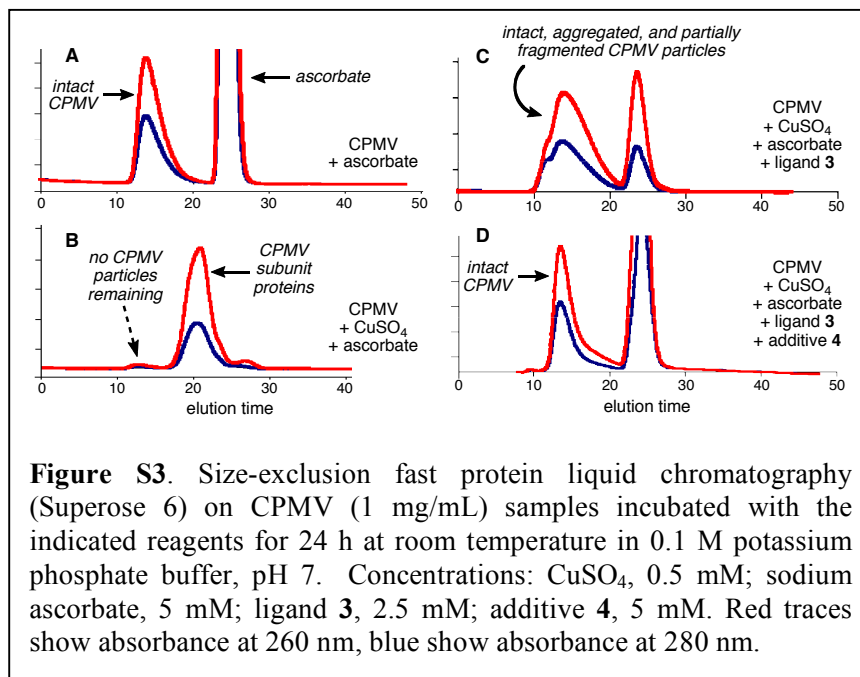 A
intact
CPMV
ascorbate
CPMV
+ ascorbate
0
10
20
30
40
50
B
no CPMV
particles
remaining
CPMV
subunit
proteins
CPMV
+ CuSO4
+ ascorbate
0
10
20
30
40
elution time
intact, aggregated, and partially
fragmented CPMV particles
C
CPMV
+ CuSO4
+ ascorbate
+ ligand 3
0
10
20
30
40
50
D
intact
CPMV
CPMV
+ CuSO4
+ ascorbate
+ ligand 3
+ additive 4
0
10
20
30
40
50
elution time
Figure S3. Size-exclusion fast protein liquid chromatography
(Superose 6) on CPMV (1 mg/mL) samples incubated with the
indicated reagents for 24 h at room temperature in 0.1 M potassium
phosphate buffer, pH 7. Concentrations: CuSO4, 0.5 mM; sodium
ascorbate, 5 mM; ligand 3, 2.5 mM; additive 4, 5 mM. Red traces
show absorbance at 260 nm, blue show absorbance at 280 nm.